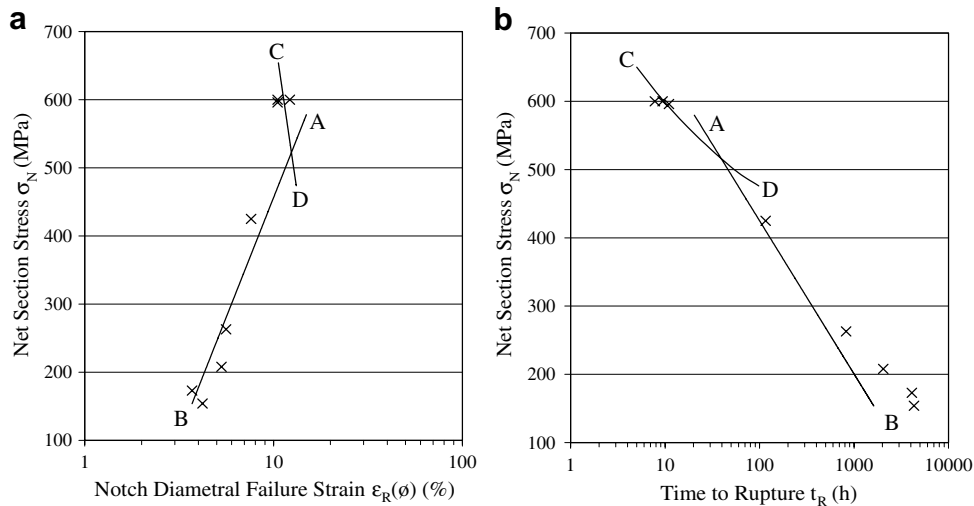 a
700
600
500
400
300
200
100
Net Section Stress σN (MPa)
C
A
D
B
1
10
100
Notch Diametral Failure Strain εR(ø) (%)
b
700
600
500
400
300
200
100
Net Section Stress σN (MPa)
C
A
D
B
1
10
100
1000
10000
Time to Rupture tR (h)